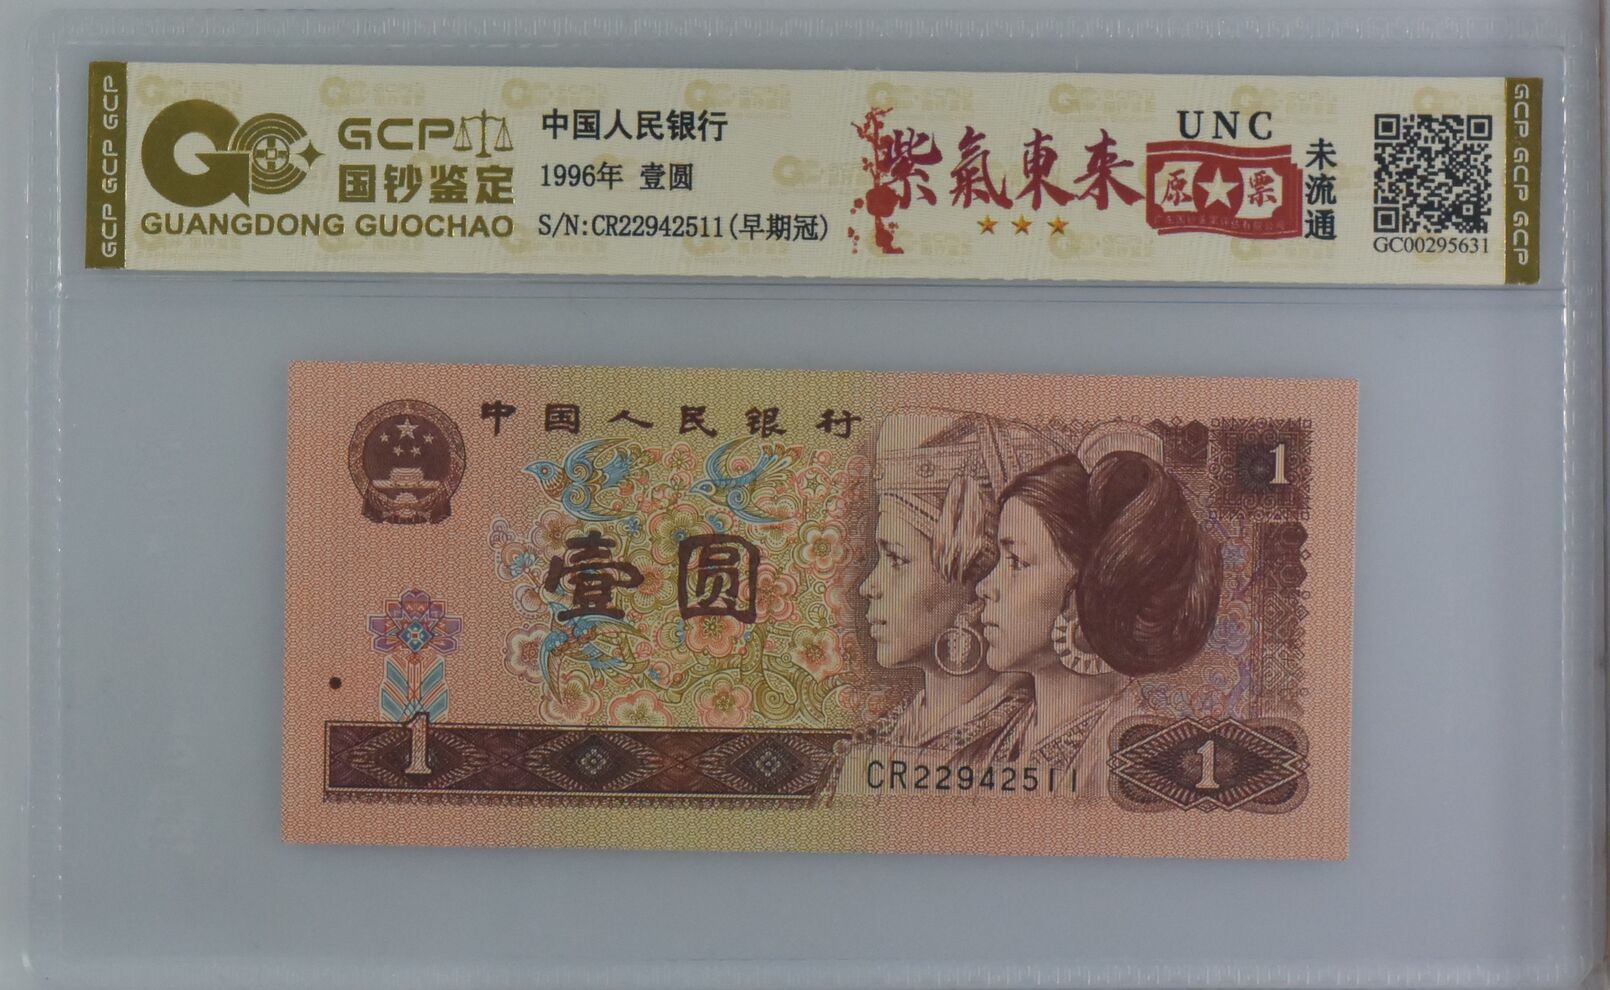 GCP GCP GCP
GCP
国钞鉴定
GUANGDONG GUOCHAO
中国人民银行
1996年 壹圆
S/N:CR22942511(早期冠)
紫氣東来
UNC
原票
未流通
GC00295631
GCP GCP GCP
中国人民银行
1
壹圆
1
CR22942511
1